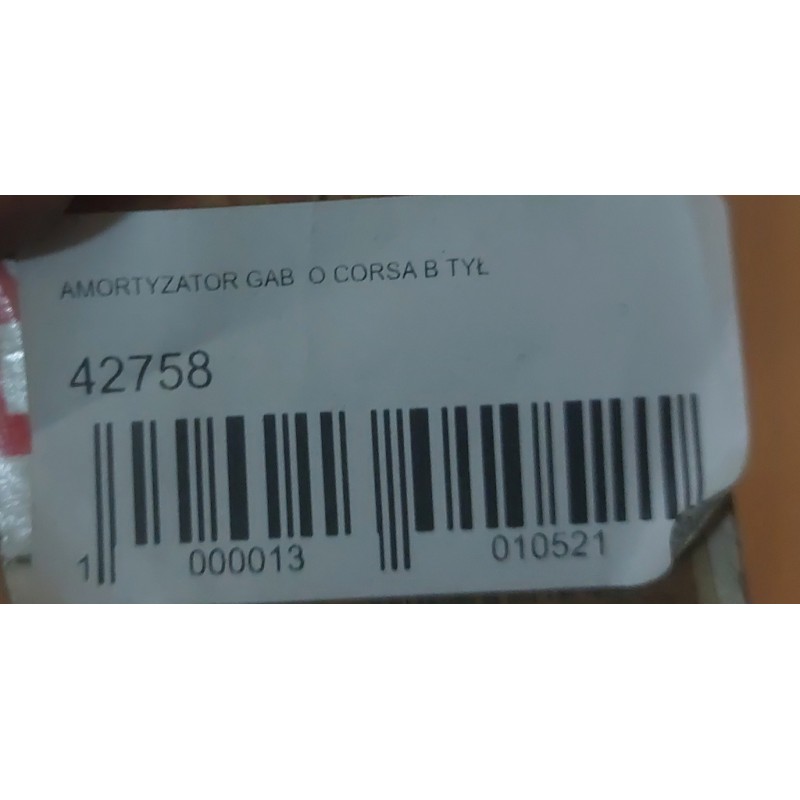 AMORTYZATOR GAB O CORSA B TYŁ
42758
1 000013 010521